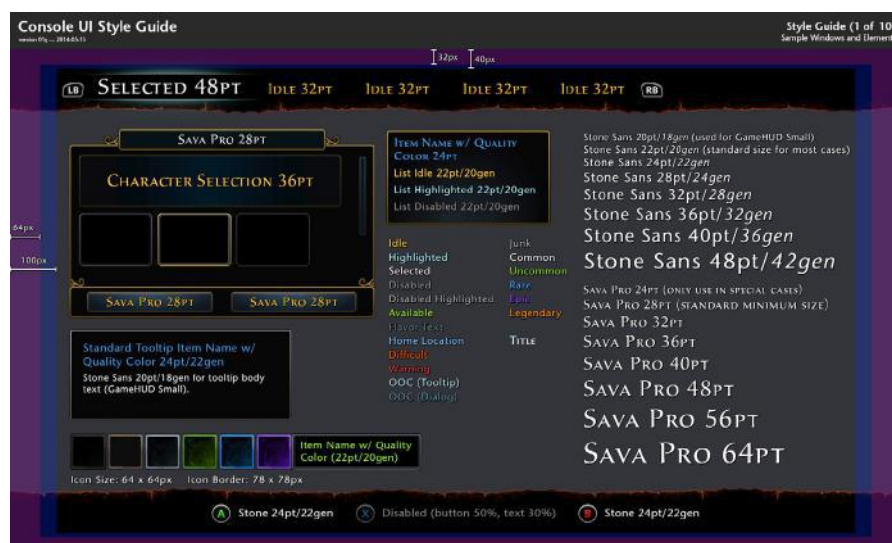 Console UI Style Guide
version 01g — 2014-05-15
Style Guide (1 of 10
Sample Windows and Element
32px
40px
LB
Selected 48pt
Idle 32pt
Idle 32pt
Idle 32pt
Idle 32pt
RB
Sava Pro 28pt
Character Selection 36pt
Sava Pro 28pt
Sava Pro 28pt
64px
100px
Item Name w/ Quality
Color 24pt
List Idle 22pt/20gen
List Highlighted 22pt/20gen
List Disabled 22pt/20gen
Idle
Highlighted
Selected
Disabled
Disabled Highlighted
Available
Flavor Text
Home Location
Difficult
Warning
OOC (Tooltip)
OOC (Dialog)
Junk
Common
Uncommon
Rare
Epic
Legendary
Title
Stone Sans 20pt/18gen (used for GameHUD Small)
Stone Sans 22pt/20gen (standard size for most cases)
Stone Sans 24pt/22gen
Stone Sans 28pt/24gen
Stone Sans 32pt/28gen
Stone Sans 36pt/32gen
Stone Sans 40pt/36gen
Stone Sans 48pt/42gen
Sava Pro 24pt (only use in special cases)
Sava Pro 28pt (standard minimum size)
Sava Pro 32pt
Sava Pro 36pt
Sava Pro 40pt
Sava Pro 48pt
Sava Pro 56pt
Sava Pro 64pt
Standard Tooltip Item Name w/
Quality Color 24pt/22gen
Stone Sans 20pt/18gen for tooltip body
text (GameHUD Small).
Item Name w/ Quality
Color (22pt/20gen)
Icon Size: 64 x 64px
Icon Border: 78 x 78px
A
Stone 24pt/22gen
X
Disabled (button 50%, text 30%)
B
Stone 24pt/22gen